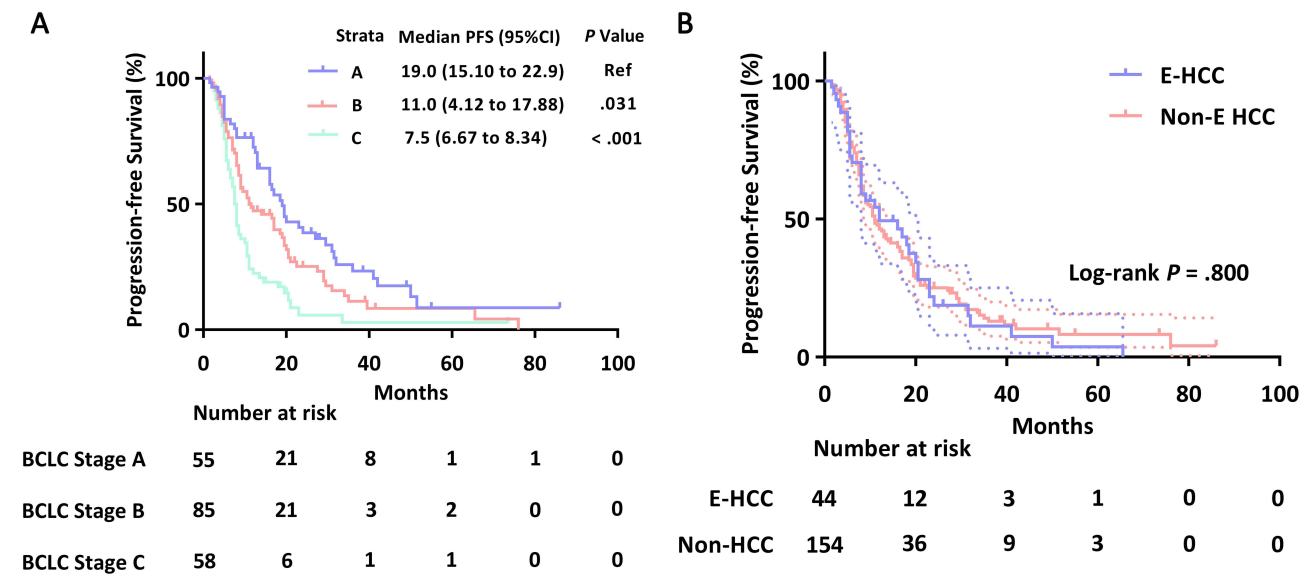 A
Strata Median PFS (95%CI) P Value
A 19.0 (15.10 to 22.9) Ref
B 11.0 (4.12 to 17.88) .031
C 7.5 (6.67 to 8.34) < .001
Progression-free Survival (%)
100
50
0
0 20 40 60 80 100
Months
Number at risk
BCLC Stage A 55 21 8 1 1 0
BCLC Stage B 85 21 3 2 0 0
BCLC Stage C 58 6 1 1 0 0
B
E-HCC
Non-E HCC
Progression-free Survival (%)
100
50
0
Log-rank P = .800
0 20 40 60 80 100
Months
Number at risk
E-HCC 44 12 3 1 0 0
Non-HCC 154 36 9 3 0 0